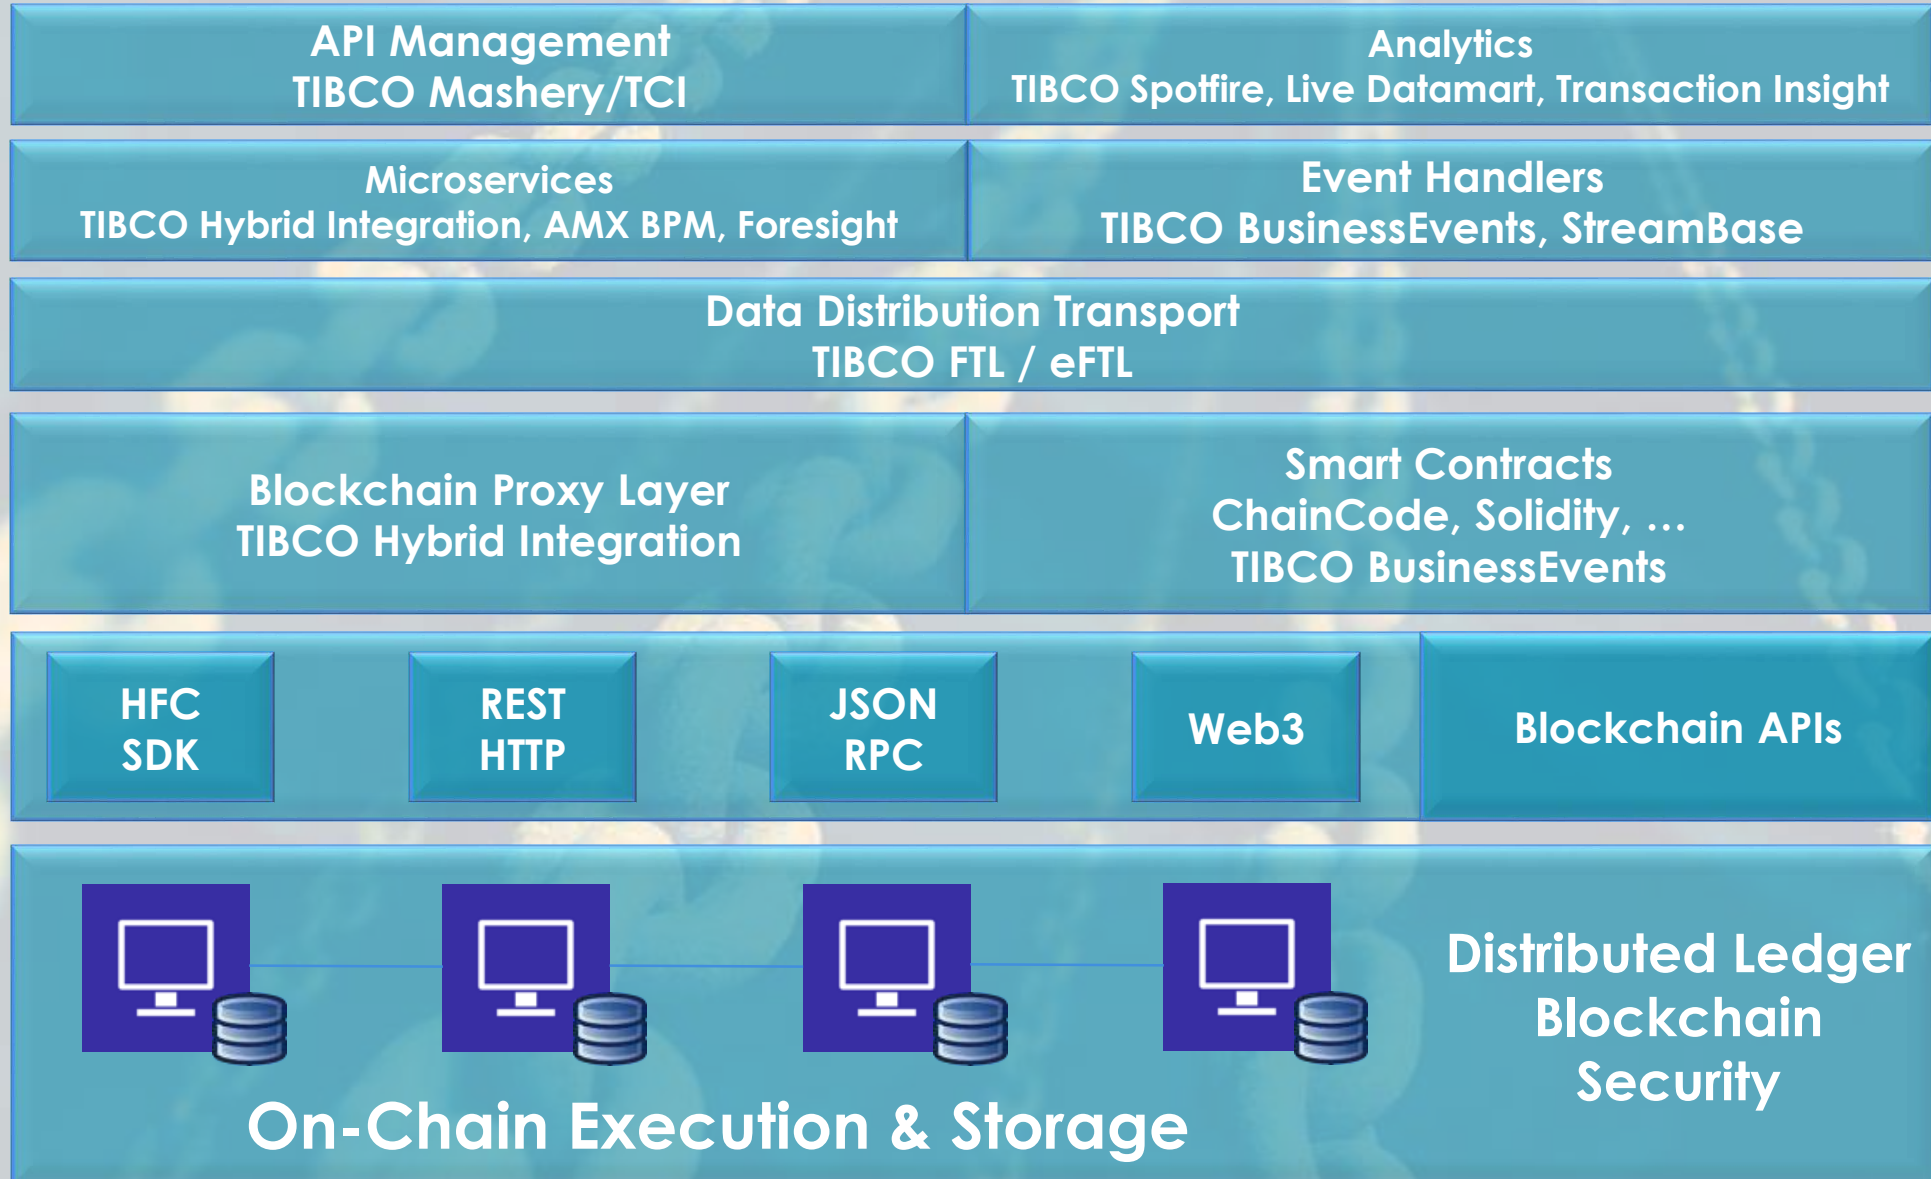 API Management
TIBCO Mashery/TCI
Analytics
TIBCO Spotfire, Live Datamart, Transaction Insight
Microservices
TIBCO Hybrid Integration, AMX BPM, Foresight
Event Handlers
TIBCO BusinessEvents, StreamBase
Data Distribution Transport
TIBCO FTL / eFTL
Blockchain Proxy Layer
TIBCO Hybrid Integration
Smart Contracts
ChainCode, Solidity, …
TIBCO BusinessEvents
HFC
SDK
REST
HTTP
JSON
RPC
Web3
Blockchain APIs
Distributed Ledger
Blockchain
Security
On-Chain Execution & Storage